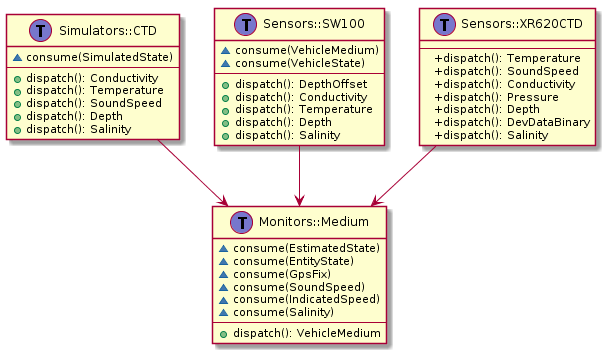 T Simulators::CTD
consume(SimulatedState)
dispatch(): Conductivity
dispatch(): Temperature
dispatch(): SoundSpeed
dispatch(): Depth
dispatch(): Salinity
T Sensors::SW100
consume(VehicleMedium)
consume(VehicleState)
dispatch(): DepthOffset
dispatch(): Conductivity
dispatch(): Temperature
dispatch(): Depth
dispatch(): Salinity
T Sensors::XR620CTD
+dispatch(): Temperature
+dispatch(): SoundSpeed
+dispatch(): Conductivity
+dispatch(): Pressure
+dispatch(): Depth
+dispatch(): DevDataBinary
+dispatch(): Salinity
T Monitors::Medium
consume(EstimatedState)
consume(EntityState)
consume(GpsFix)
consume(SoundSpeed)
consume(IndicatedSpeed)
consume(Salinity)
dispatch(): VehicleMedium